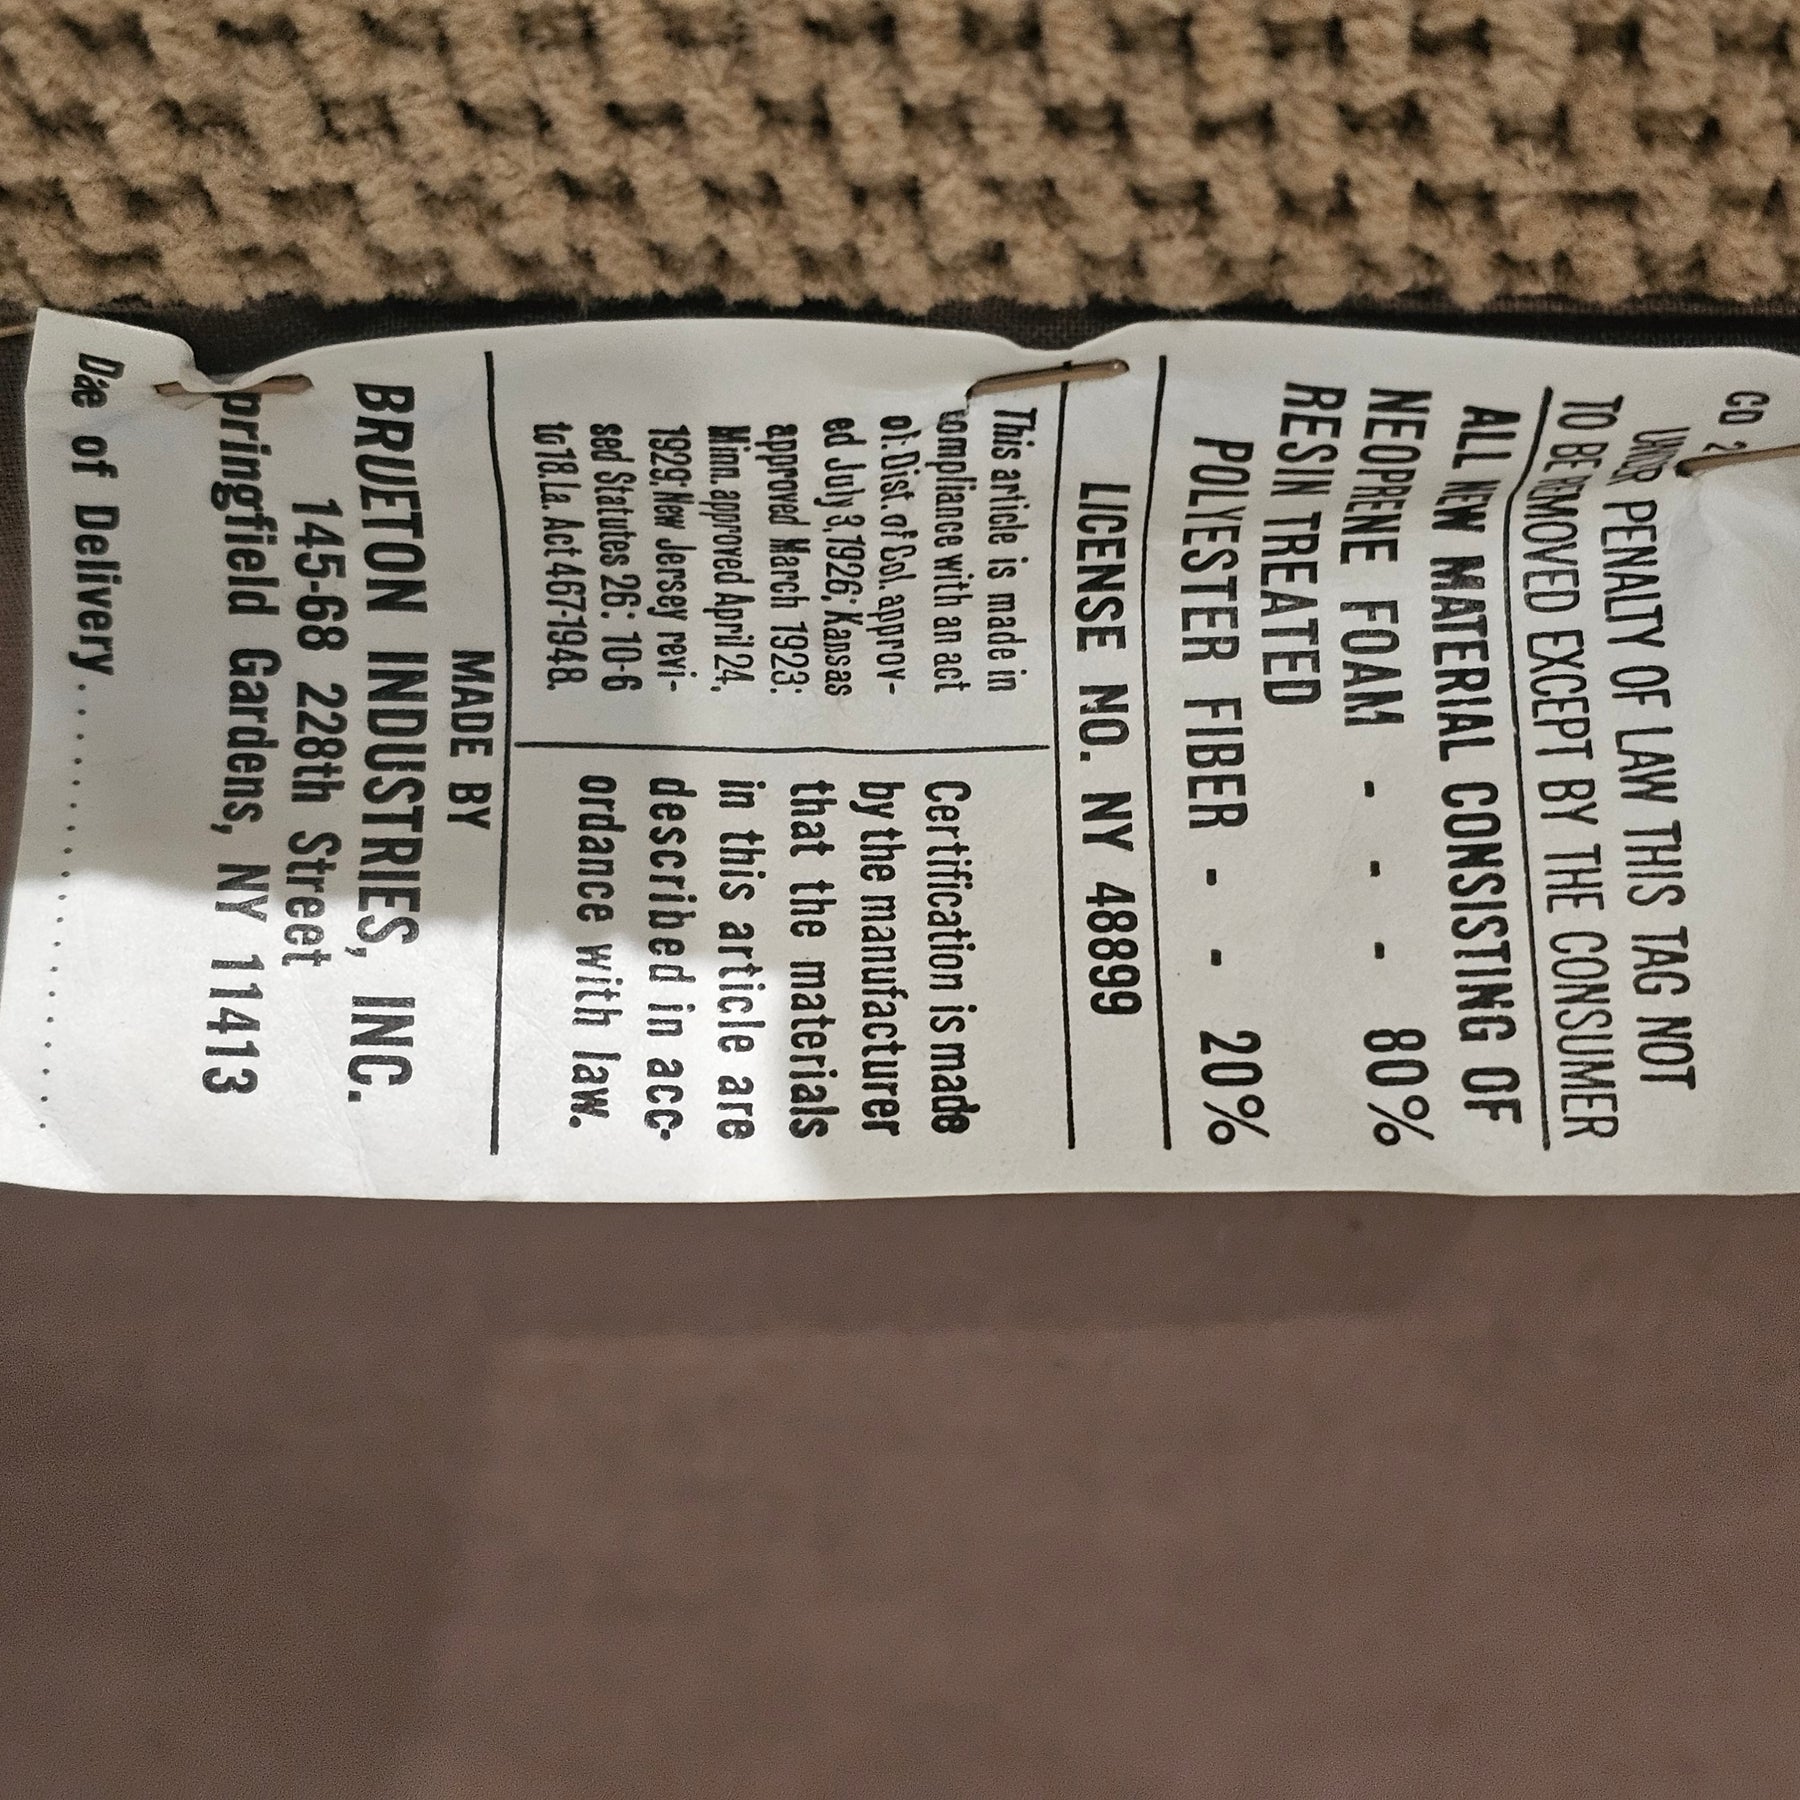 CO 2
UNDER PENALTY OF LAW THIS TAG NOT
TO BE REMOVED EXCEPT BY THE CONSUMER
ALL NEW MATERIAL CONSISTING OF
NEOPRENE FOAM - - - 80%
RESIN TREATED
POLYESTER FIBER - - 20%
LICENSE NO. NY 48899
This article is made in
compliance with an act
of. Dist. of Col. approv-
ed July 3, 1926; Kansas
approved March 1923:
Minn. approved April 24,
1929; New Jersey revi-
sed Statutes 26: 10-6
to 18. La. Act 467-1948.
Certification is made
by the manufacturer
that the materials
in this article are
described in acc-
ordance with law.
MADE BY
BRUETON INDUSTRIES, INC.
145-68 228th Street
pringfield Gardens, NY 11413
Date of Delivery....................